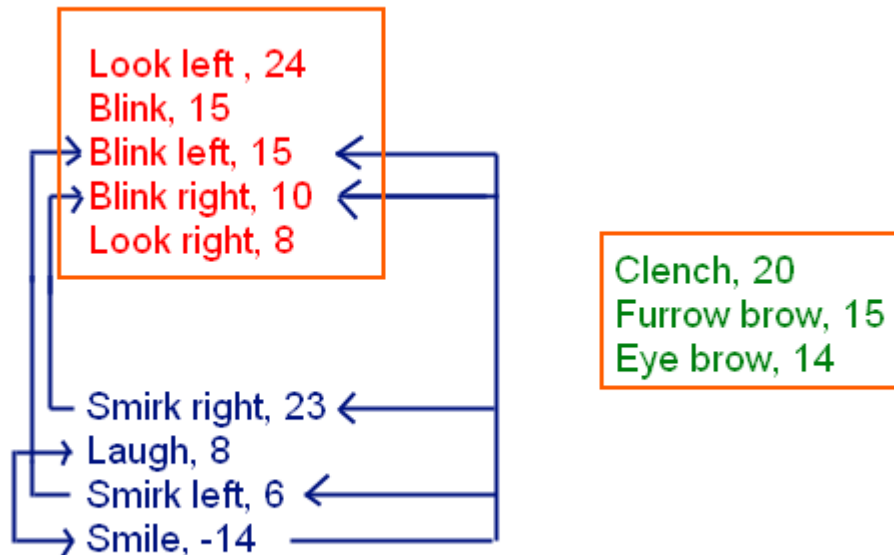 Look left , 24
Blink, 15
Blink left, 15
Blink right, 10
Look right, 8
Clench, 20
Furrow brow, 15
Eye brow, 14
Smirk right, 23
Laugh, 8
Smirk left, 6
Smile, -14